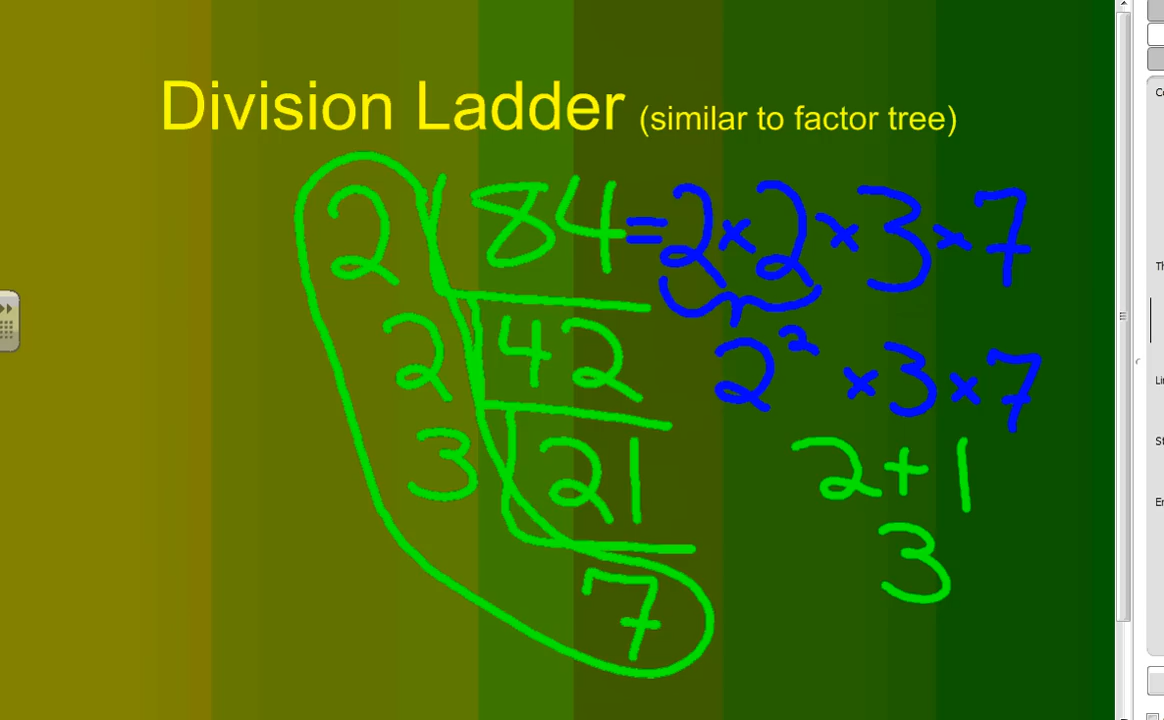 Division Ladder (similar to factor tree)
2 84 = 2 × 2 × 3 × 7
2 42
2² × 3 × 7
3 21
2 + 1
7
3